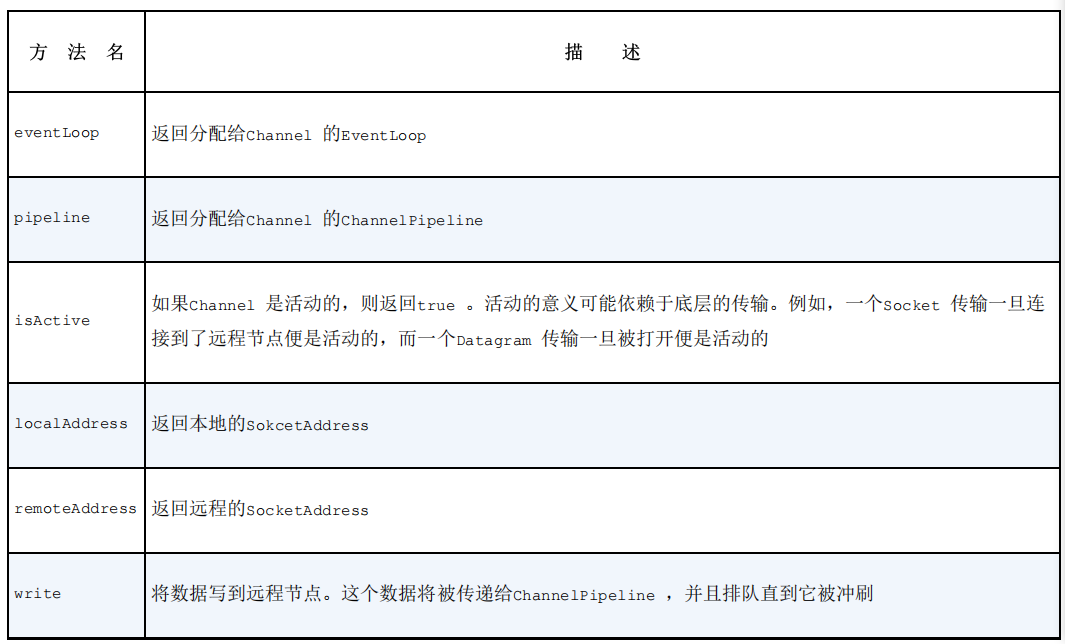 方 法 名
描 述
eventLoop
返回分配给Channel 的EventLoop
pipeline
返回分配给Channel 的ChannelPipeline
isActive
如果Channel 是活动的，则返回true 。活动的意义可能依赖于底层的传输。例如，一个Socket 传输一旦连
接到了远程节点便是活动的，而一个Datagram 传输一旦被打开便是活动的
localAddress
返回本地的SokcetAddress
remoteAddress
返回远程的SocketAddress
write
将数据写到远程节点。这个数据将被传递给ChannelPipeline ，并且排队直到它被冲刷